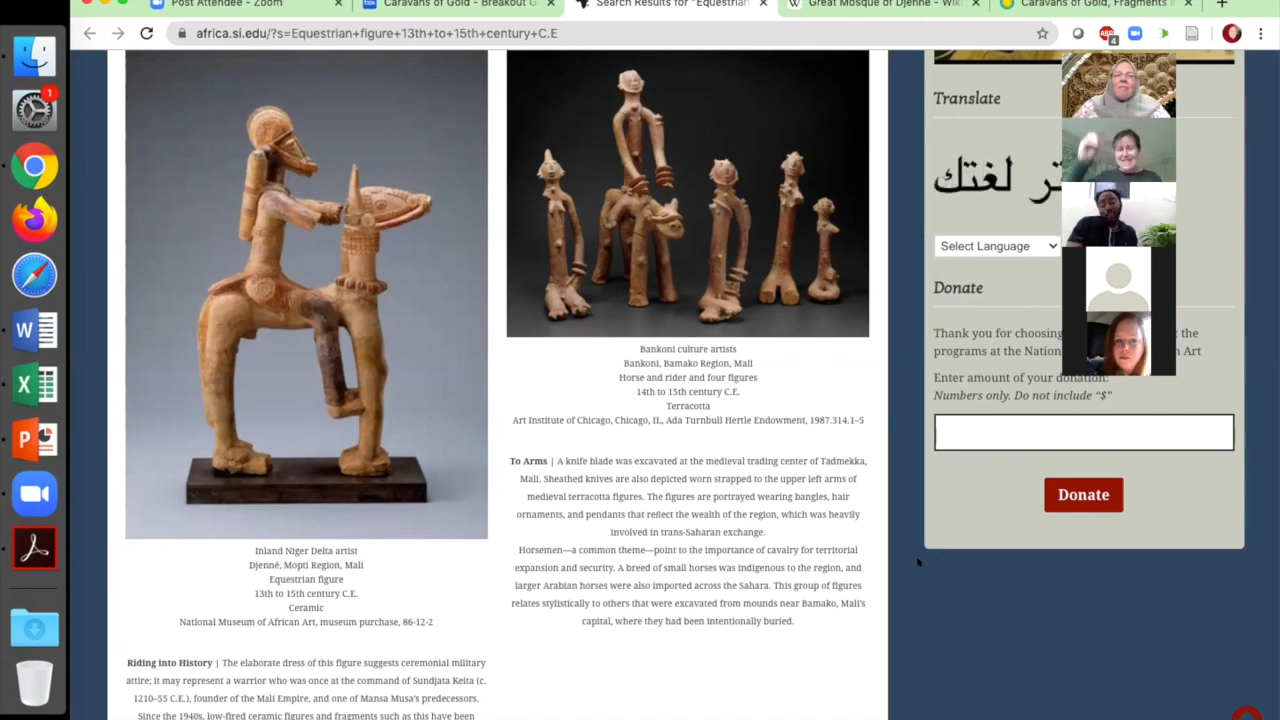 Post Attendee - Zoom
Caravans of Gold - Breakout G
Search Results for "Equestrian
Great Mosque of Djenné - Wiki
Caravans of Gold, Fragments i
africa.si.edu/?s=Equestrian+figure+13th+to+15th+century+C.E
4
1
Translate
لغتك
Select Language
Donate
Thank you for choosing
the
programs at the Nation
Art
Enter amount of your donation:
Numbers only. Do not include “$”
Donate
Inland Niger Delta artist
Djenné, Mopti Region, Mali
Equestrian figure
13th to 15th century C.E.
Ceramic
National Museum of African Art, museum purchase, 86-12-2
Riding into History | The elaborate dress of this figure suggests ceremonial military
attire; it may represent a warrior who was once at the command of Sundjata Keita (c.
1210–55 C.E.), founder of the Mali Empire, and one of Mansa Musa's predecessors.
Since the 1940s, low-fired ceramic figures and fragments such as this have been
Bankoni culture artists
Bankoni, Bamako Region, Mali
Horse and rider and four figures
14th to 15th century C.E.
Terracotta
Art Institute of Chicago, Chicago, IL, Ada Turnbull Hertle Endowment, 1987.314.1–5
To Arms | A knife blade was excavated at the medieval trading center of Tadmekka,
Mali. Sheathed knives are also depicted worn strapped to the upper left arms of
medieval terracotta figures. The figures are portrayed wearing bangles, hair
ornaments, and pendants that reflect the wealth of the region, which was heavily
involved in trans-Saharan exchange.
Horsemen—a common theme—point to the importance of cavalry for territorial
expansion and security. A breed of small horses was indigenous to the region, and
larger Arabian horses were also imported across the Sahara. This group of figures
relates stylistically to others that were excavated from mounds near Bamako, Mali's
capital, where they had been intentionally buried.